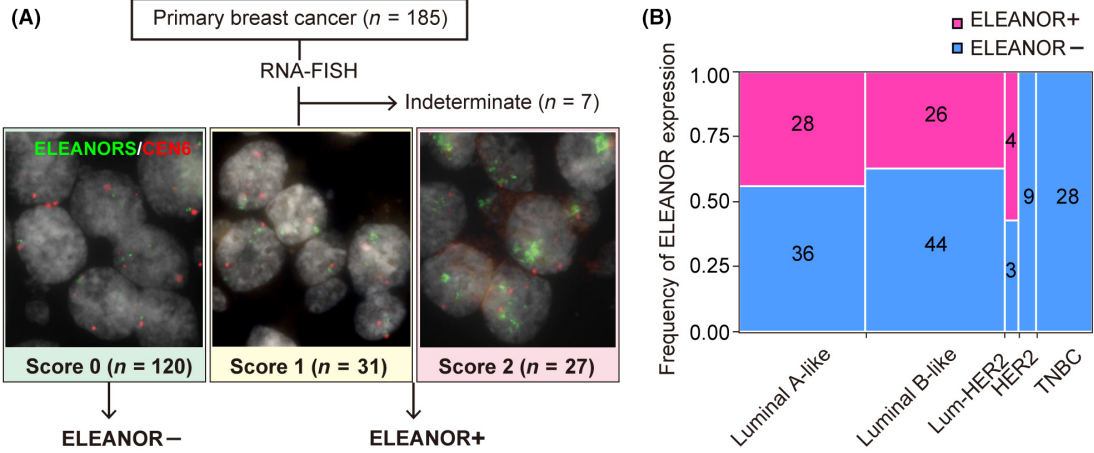 (A)
Primary breast cancer (n = 185)
RNA-FISH
Indeterminate (n = 7)
ELEANORS/CEN6
Score 0 (n = 120)
Score 1 (n = 31)
Score 2 (n = 27)
ELEANOR−
ELEANOR+
(B)
ELEANOR+
ELEANOR−
Frequency of ELEANOR expression
1.00
0.75
0.50
0.25
0.00
28
26
4
36
44
3
9
28
Luminal A-like
Luminal B-like
Lum-HER2
HER2
TNBC